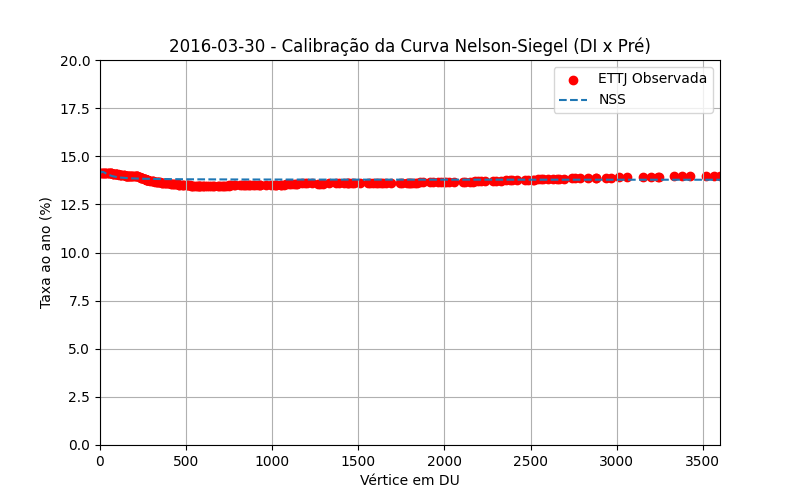 2016-03-30 - Calibração da Curva Nelson-Siegel (DI x Pré)
ETTJ Observada
NSS
Taxa ao ano (%)
20.0
17.5
15.0
12.5
10.0
7.5
5.0
2.5
0.0
0 500 1000 1500 2000 2500 3000 3500
Vértice em DU